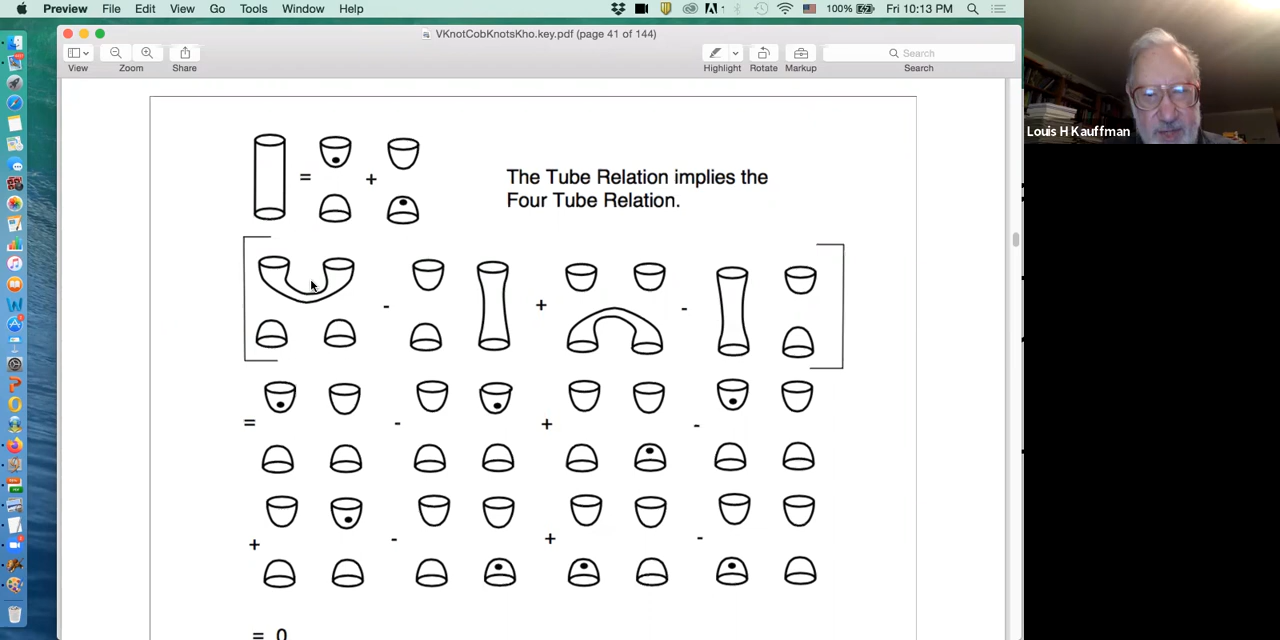 Preview File Edit View Go Tools Window Help
100% Fri 10:13 PM
VKnotCobKnotsKho.key.pdf (page 41 of 144)
View Zoom Share Highlight Rotate Markup Search
Search
Louis H Kauffman
= +
The Tube Relation implies the
Four Tube Relation.
- + -
= - + -
+ - + -
= 0